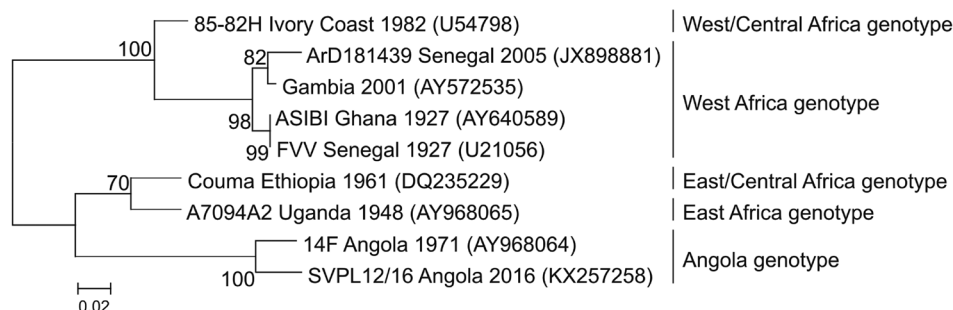 85-82H Ivory Coast 1982 (U54798)
West/Central Africa genotype
100
82
ArD181439 Senegal 2005 (JX898881)
Gambia 2001 (AY572535)
West Africa genotype
98
ASIBI Ghana 1927 (AY640589)
99
FVV Senegal 1927 (U21056)
70
Couma Ethiopia 1961 (DQ235229)
East/Central Africa genotype
A7094A2 Uganda 1948 (AY968065)
East Africa genotype
14F Angola 1971 (AY968064)
Angola genotype
100
SVPL12/16 Angola 2016 (KX257258)
0.02